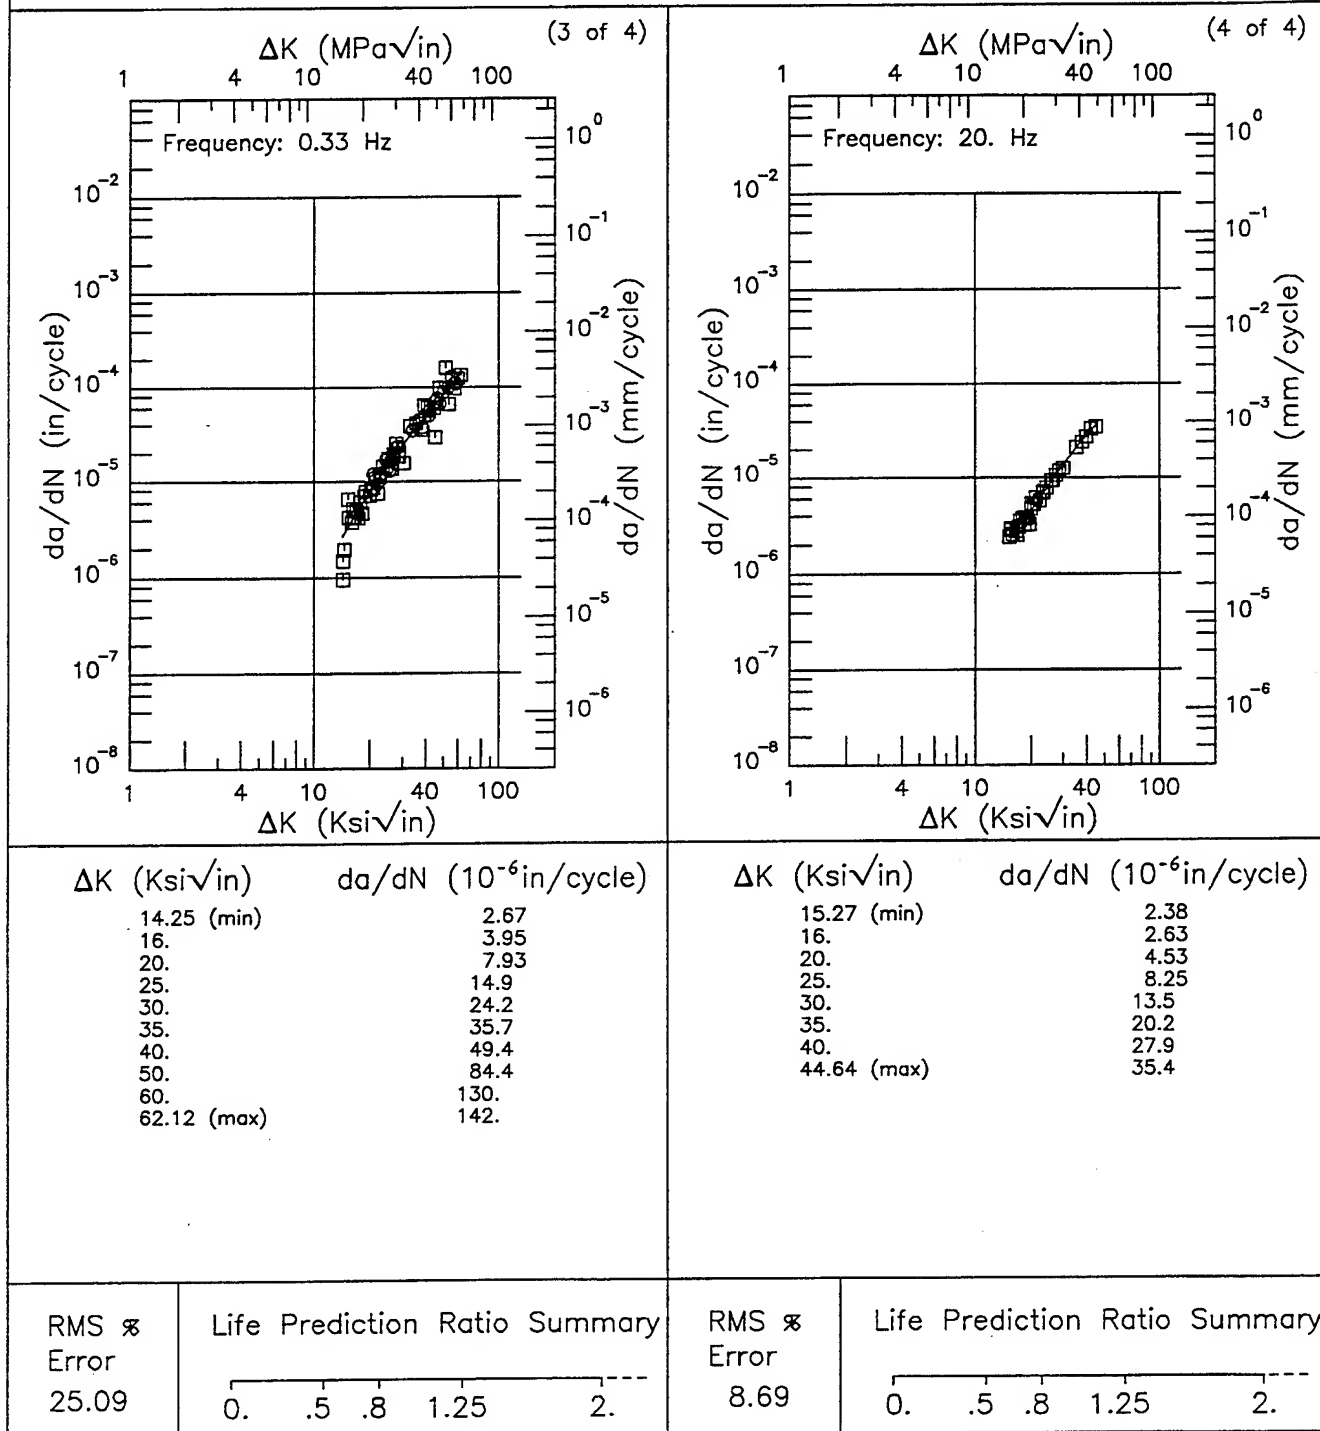 (3 of 4)
ΔK (MPa√in)
1 4 10 40 100
Frequency: 0.33 Hz
10⁰
10⁻²
10⁻¹
10⁻³
10⁻²
10⁻⁴
10⁻³
10⁻⁵
10⁻⁴
10⁻⁶
10⁻⁵
10⁻⁷
10⁻⁶
10⁻⁸
da/dN (in/cycle)
da/dN (mm/cycle)
1 4 10 40 100
ΔK (Ksi√in)
ΔK (Ksi√in) da/dN (10⁻⁶in/cycle)
14.25 (min) 2.67
16. 3.95
20. 7.93
25. 14.9
30. 24.2
35. 35.7
40. 49.4
50. 84.4
60. 130.
62.12 (max) 142.
RMS %
Error
25.09
Life Prediction Ratio Summary
0. .5 .8 1.25 2.
(4 of 4)
ΔK (MPa√in)
1 4 10 40 100
Frequency: 20. Hz
10⁰
10⁻²
10⁻¹
10⁻³
10⁻²
10⁻⁴
10⁻³
10⁻⁵
10⁻⁴
10⁻⁶
10⁻⁵
10⁻⁷
10⁻⁶
10⁻⁸
da/dN (in/cycle)
da/dN (mm/cycle)
1 4 10 40 100
ΔK (Ksi√in)
ΔK (Ksi√in) da/dN (10⁻⁶in/cycle)
15.27 (min) 2.38
16. 2.63
20. 4.53
25. 8.25
30. 13.5
35. 20.2
40. 27.9
44.64 (max) 35.4
RMS %
Error
8.69
Life Prediction Ratio Summary
0. .5 .8 1.25 2.